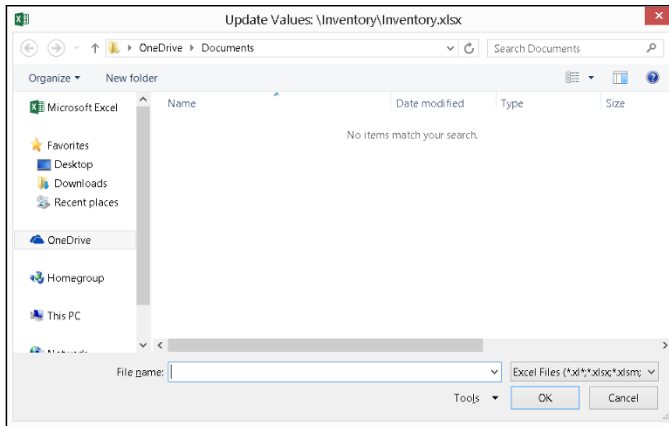 Update Values: \Inventory\Inventory.xlsx
OneDrive Documents Search Documents
Organize New folder
Microsoft Excel
Name Date modified Type Size
No items match your search.
Favorites
Desktop
Downloads
Recent places
OneDrive
Homegroup
This PC
File name: Excel Files (*.xl*;*.xlsx;*.xlsm;
Tools OK Cancel